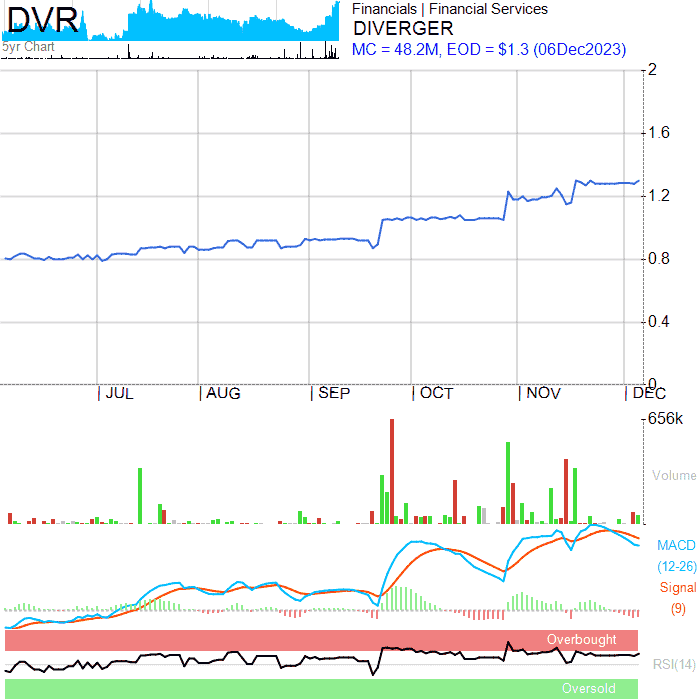 DVR
5yr Chart
Financials | Financial Services
DIVERGER
MC = 48.2M, EOD = $1.3 (06Dec2023)
2
1.6
1.2
0.8
0.4
0
JUL AUG SEP OCT NOV DEC
656k
Volume
MACD
(12-26)
Signal
(9)
Overbought
RSI(14)
Oversold